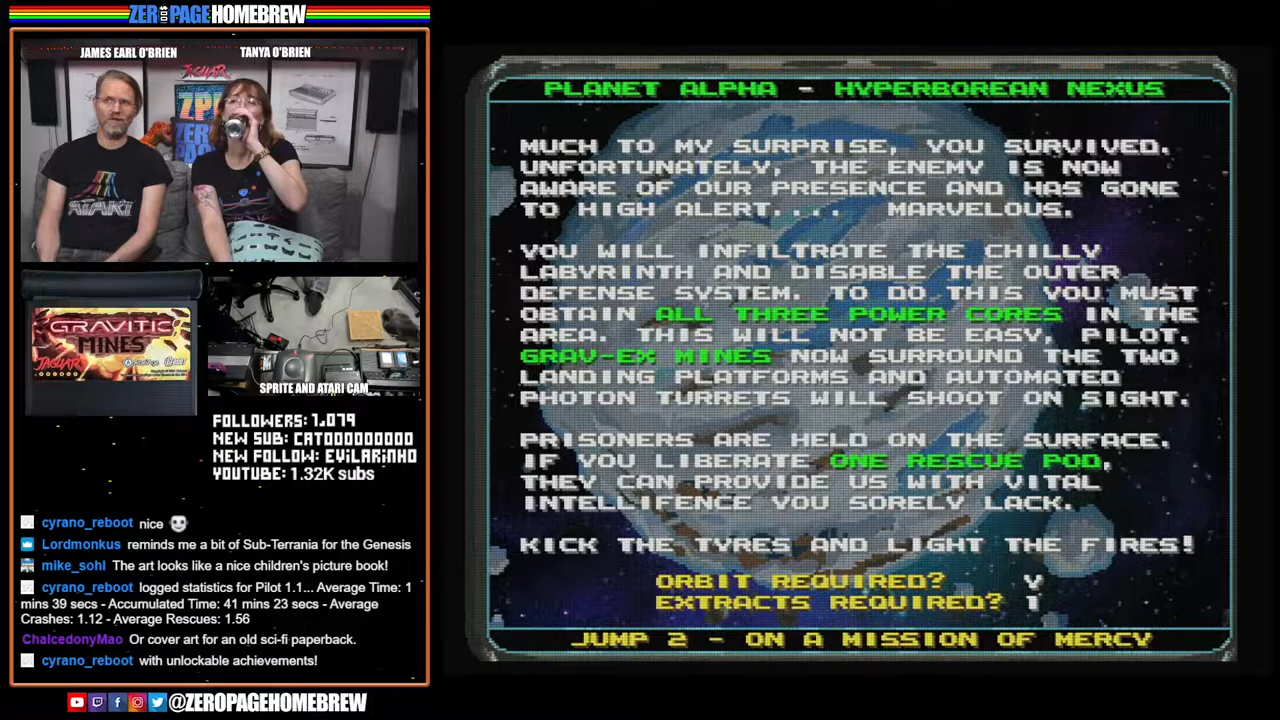 ZEROPAGE HOMEBREW
JAMES EARL O'BRIEN
TANYA O'BRIEN
JAGUAR
ZPH
ATARI
GRAVITIC
MINES
JAGUAR
SPRITE AND ATARI CAM
FOLLOWERS: 1,079
NEW SUB: CATOOOOOOOOO
NEW FOLLOW: EVILARINHO
YOUTUBE: 1.32K subs
cyrano_reboot nice
Lordmonkus reminds me a bit of Sub-Terrania for the Genesis
mike_sohl The art looks like a nice children's picture book!
cyrano_reboot logged statistics for Pilot 1.1... Average Time: 1
mins 39 secs - Accumulated Time: 41 mins 23 secs - Average
Crashes: 1.12 - Average Rescues: 1.56
ChalcedonyMao Or cover art for an old sci-fi paperback.
cyrano_reboot with unlockable achievements!
@ZEROPAGEHOMEBREW
PLANET ALPHA - HYPERBOREAN NEXUS
MUCH TO MY SURPRISE, YOU SURVIVED.
UNFORTUNATELY, THE ENEMY IS NOW
AWARE OF OUR PRESENCE AND HAS GONE
TO HIGH ALERT.... MARVELOUS.
YOU WILL INFILTRATE THE CHILLY
LABYRINTH AND DISABLE THE OUTER
DEFENSE SYSTEM. TO DO THIS YOU MUST
OBTAIN ALL THREE POWER CORES IN THE
AREA. THIS WILL NOT BE EASY, PILOT.
GRAV-EX MINES NOW SURROUND THE TWO
LANDING PLATFORMS AND AUTOMATED
PHOTON TURRETS WILL SHOOT ON SIGHT.
PRISONERS ARE HELD ON THE SURFACE.
IF YOU LIBERATE ONE RESCUE POD,
THEY CAN PROVIDE US WITH VITAL
INTELLIFENCE YOU SORELY LACK.
KICK THE TYRES AND LIGHT THE FIRES!
ORBIT REQUIRED? Y
EXTRACTS REQUIRED? 1
JUMP 2 - ON A MISSION OF MERCY